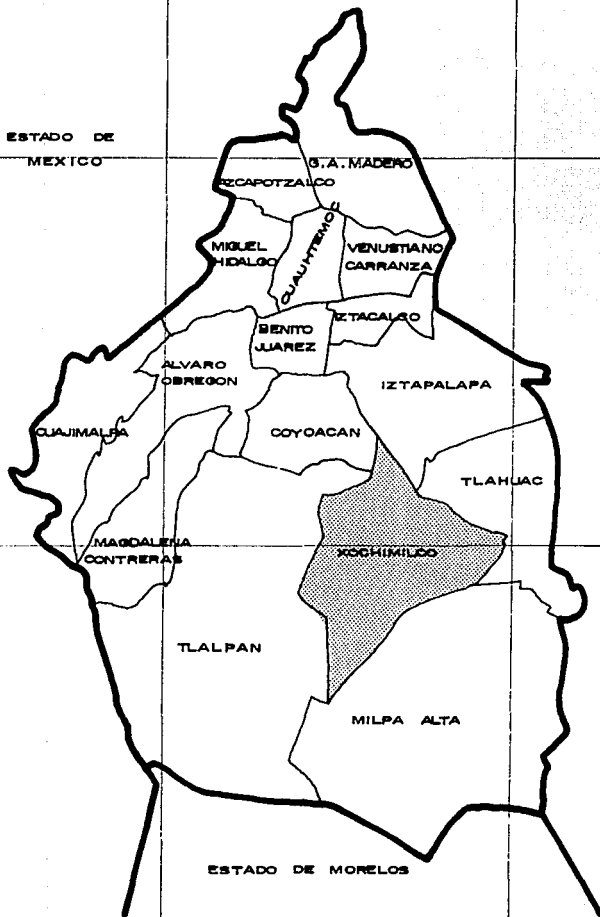 ESTADO DE
MEXICO
G.A. MADERO
AZCAPOTZALCO
MIGUEL
HIDALGO
CUAUHTEMOC
VENUSTIANO
CARRANZA
BENITO
JUAREZ
IZTACALCO
ALVARO
OBREGON
IZTAPALAPA
CUAJIMALPA
COYOACAN
TLAHUAC
MAGDALENA
CONTRERAS
XOCHIMILCO
TLALPAN
MILPA ALTA
ESTADO DE MORELOS